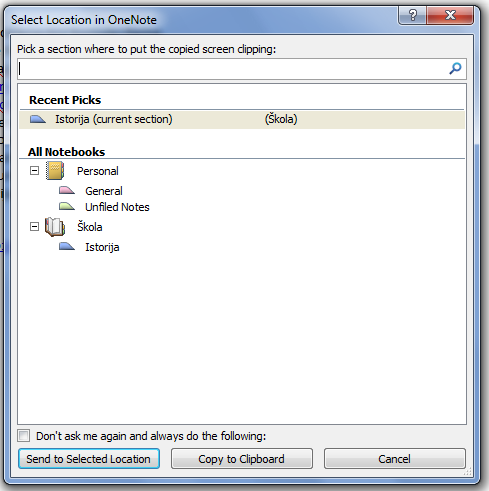 Select Location in OneNote
Pick a section where to put the copied screen clipping:
Recent Picks
Istorija (current section) (Škola)
All Notebooks
Personal
General
Unfiled Notes
Škola
Istorija
Don't ask me again and always do the following:
Send to Selected Location Copy to Clipboard Cancel